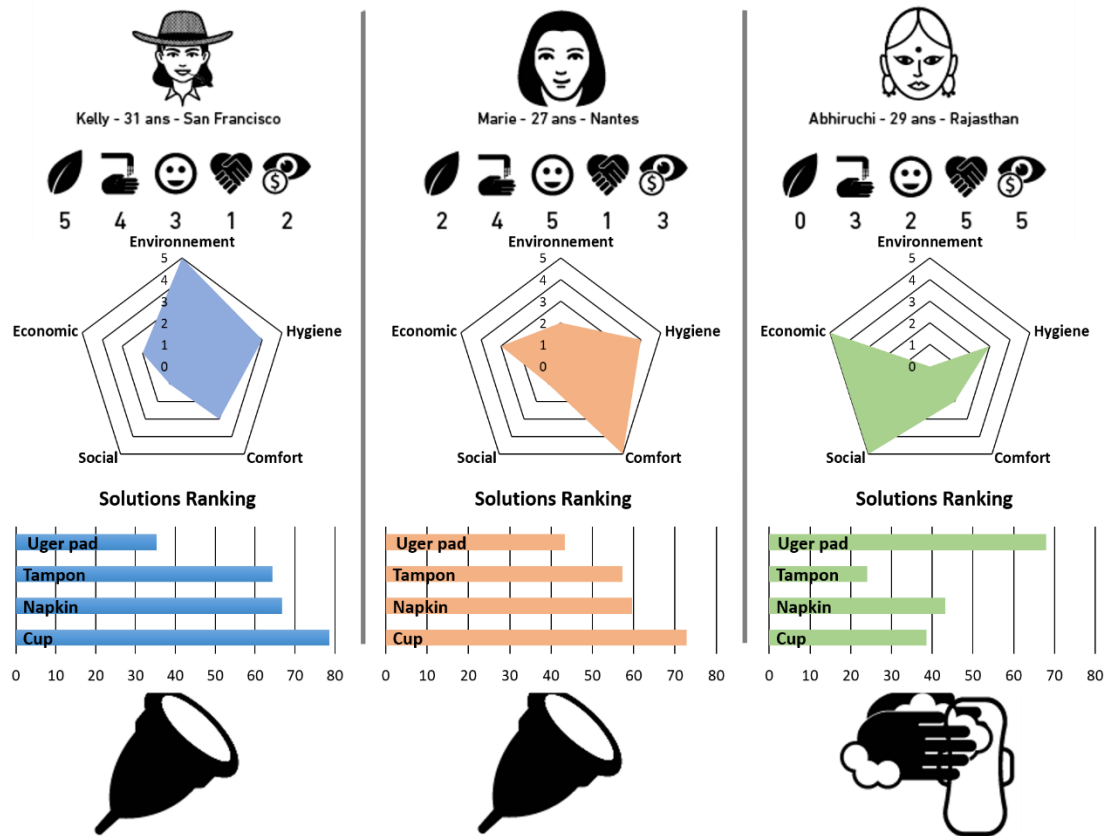 Kelly - 31 ans - San Francisco
5 4 3 1 2
Environnement
5
4
3
2
1
0
Economic
Hygiene
Social
Comfort
Solutions Ranking
Uger pad
Tampon
Napkin
Cup
0 10 20 30 40 50 60 70 80
Marie - 27 ans - Nantes
$
2 4 5 1 3
Environnement
5
4
3
2
1
0
Economic
Hygiene
Social
Comfort
Solutions Ranking
Uger pad
Tampon
Napkin
Cup
0 10 20 30 40 50 60 70 80
Abhiruchi - 29 ans - Rajasthan
$
0 3 2 5 5
Environnement
5
4
3
2
1
0
Economic
Hygiene
Social
Comfort
Solutions Ranking
Uger pad
Tampon
Napkin
Cup
0 10 20 30 40 50 60 70 80